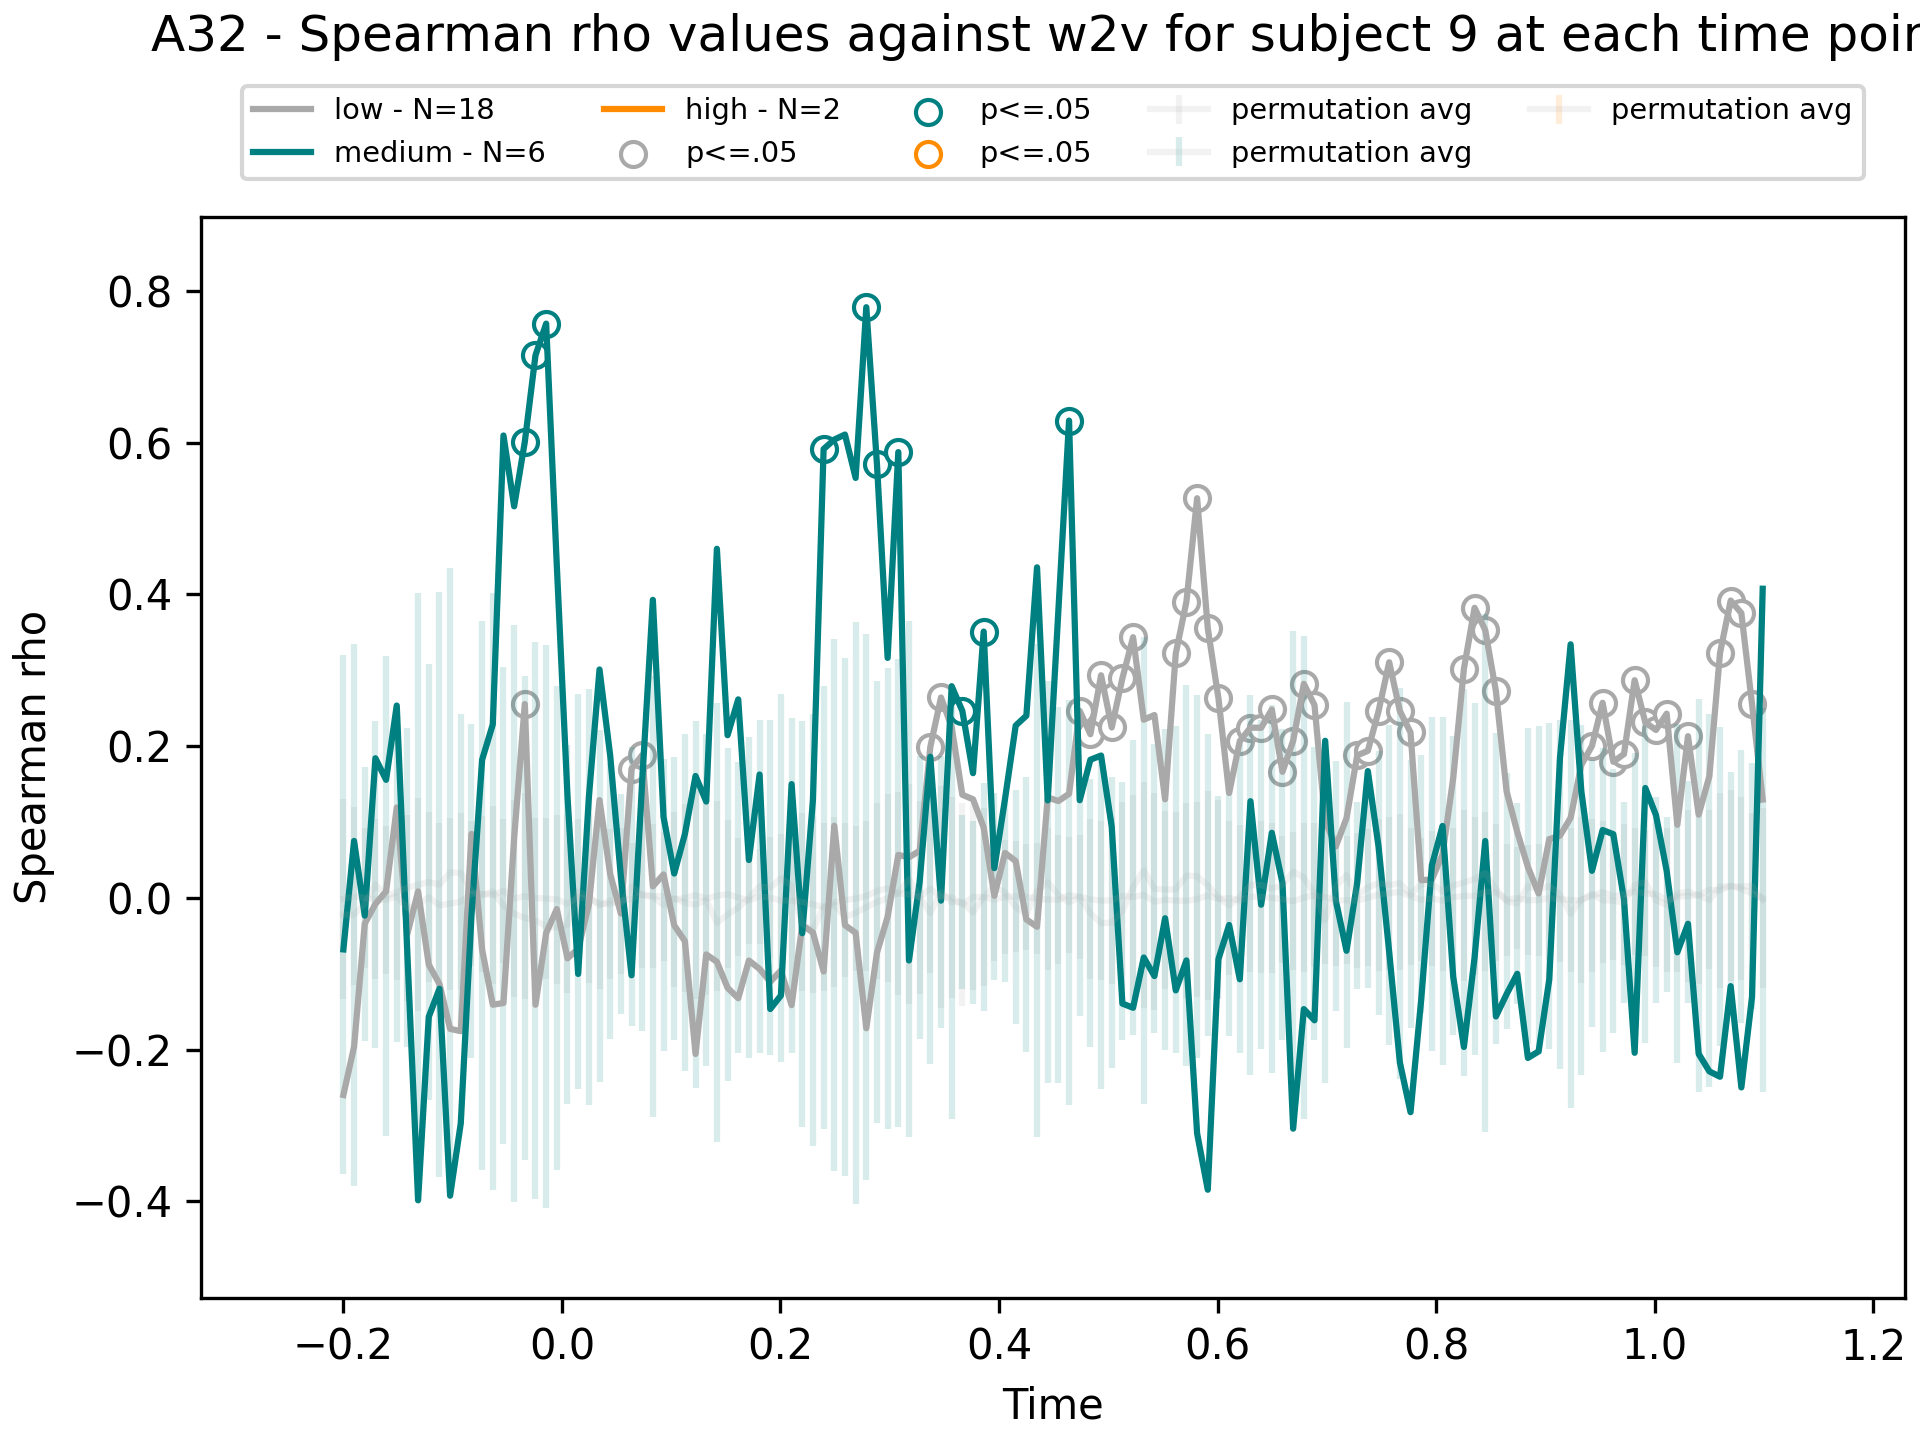 A32 - Spearman rho values against w2v for subject 9 at each time poin
low - N=18
medium - N=6
high - N=2
p<=.05
p<=.05
p<=.05
permutation avg
permutation avg
permutation avg
Spearman rho
0.8
0.6
0.4
0.2
0.0
−0.2
−0.4
−0.2 0.0 0.2 0.4 0.6 0.8 1.0 1.2
Time